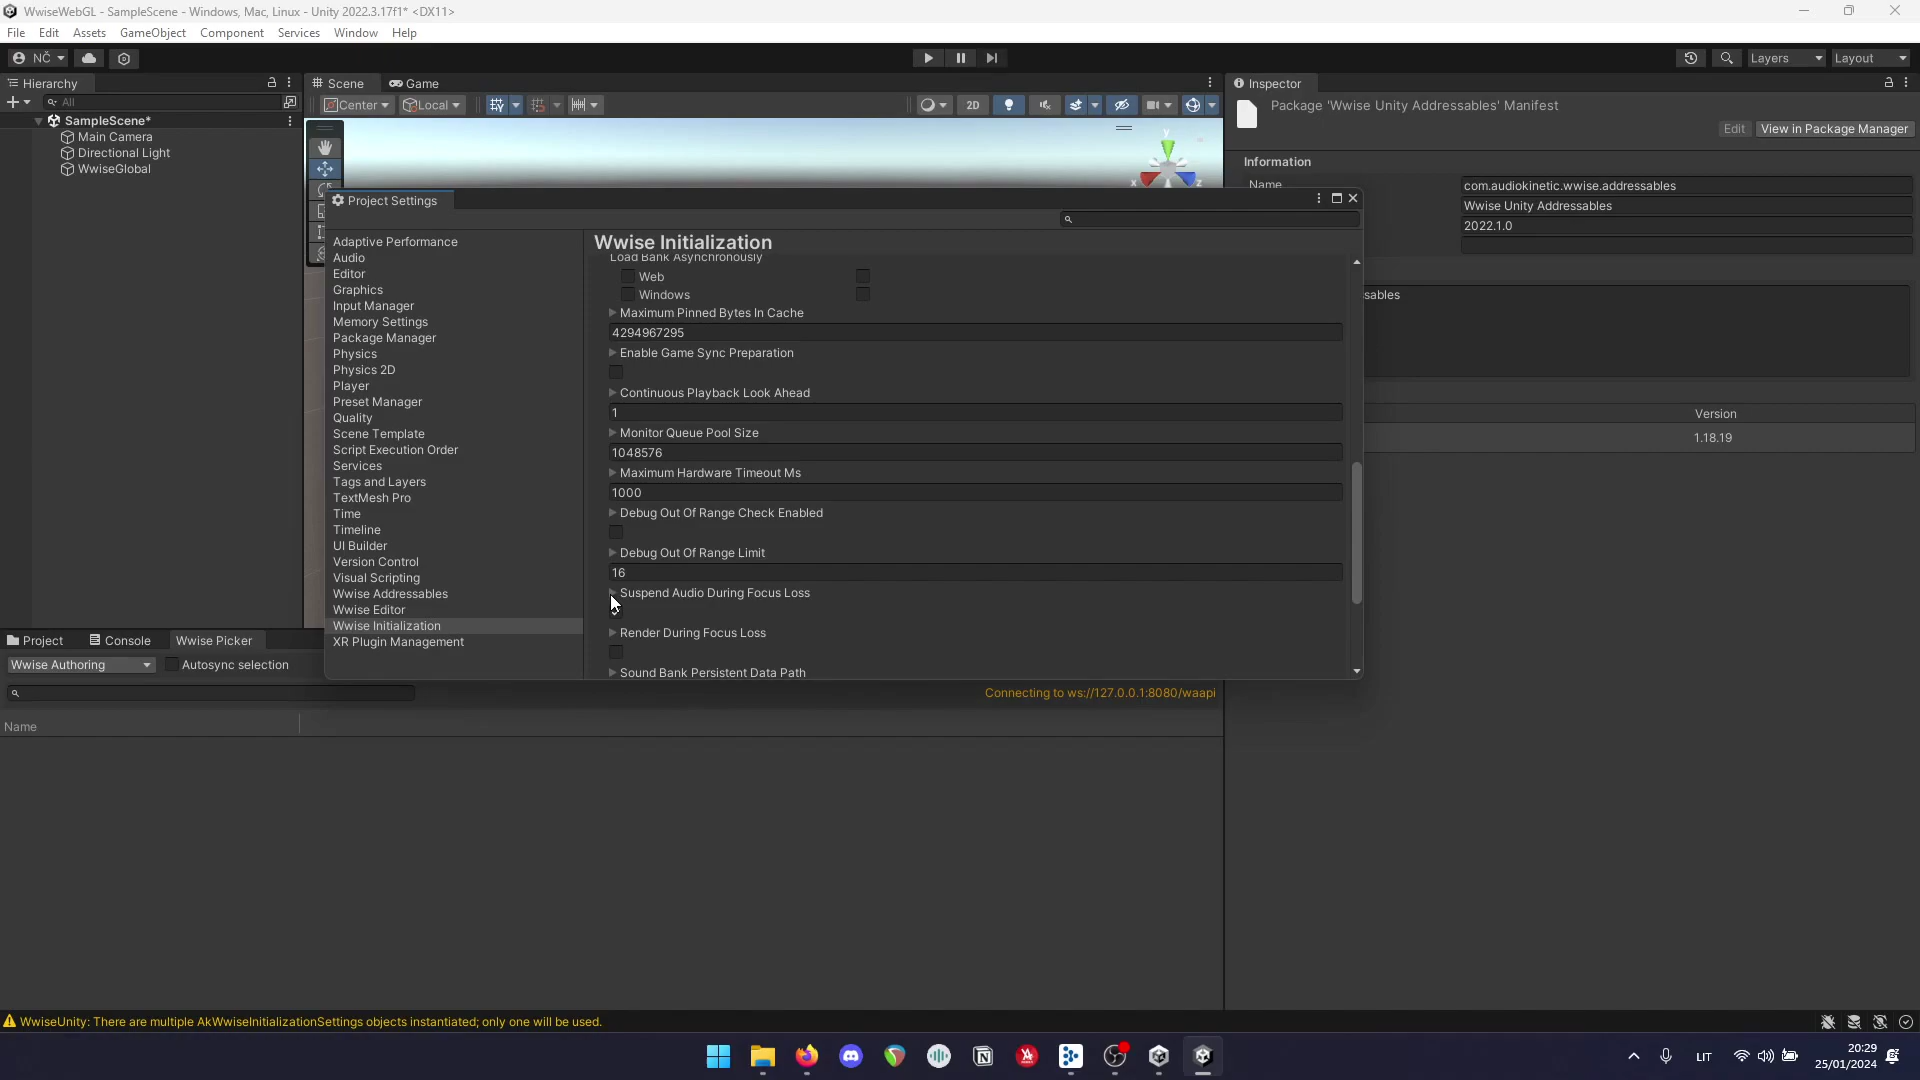 WwiseWebGL - SampleScene - Windows, Mac, Linux - Unity 2022.3.17f1* <DX11>
File Edit Assets GameObject Component Services Window Help
NČ
Layers
Layout
Hierarchy
Scene
Game
Inspector
All
Center
Local
2D
Package 'Wwise Unity Addressables' Manifest
Edit
View in Package Manager
SampleScene*
Main Camera
Directional Light
WwiseGlobal
y
x
z
Information
Name
com.audiokinetic.wwise.addressables
Wwise Unity Addressables
2022.1.0
sables
Version
1.18.19
Project Settings
Adaptive Performance
Audio
Editor
Graphics
Input Manager
Memory Settings
Package Manager
Physics
Physics 2D
Player
Preset Manager
Quality
Scene Template
Script Execution Order
Services
Tags and Layers
TextMesh Pro
Time
Timeline
UI Builder
Version Control
Visual Scripting
Wwise Addressables
Wwise Editor
Wwise Initialization
XR Plugin Management
Wwise Initialization
Load Bank Asynchronously
Web
Windows
Maximum Pinned Bytes In Cache
4294967295
Enable Game Sync Preparation
Continuous Playback Look Ahead
1
Monitor Queue Pool Size
1048576
Maximum Hardware Timeout Ms
1000
Debug Out Of Range Check Enabled
Debug Out Of Range Limit
16
Suspend Audio During Focus Loss
Render During Focus Loss
Sound Bank Persistent Data Path
Project
Console
Wwise Picker
Wwise Authoring
Autosync selection
Connecting to ws://127.0.0.1:8080/waapi
Name
WwiseUnity: There are multiple AkWwiseInitializationSettings objects instantiated; only one will be used.
LIT
20:29
25/01/2024